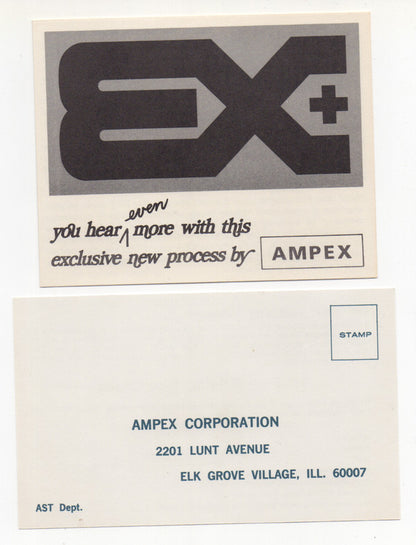 EX+
even
you hear more with this
exclusive new process by AMPEX
STAMP
AMPEX CORPORATION
2201 LUNT AVENUE
ELK GROVE VILLAGE, ILL. 60007
AST Dept.